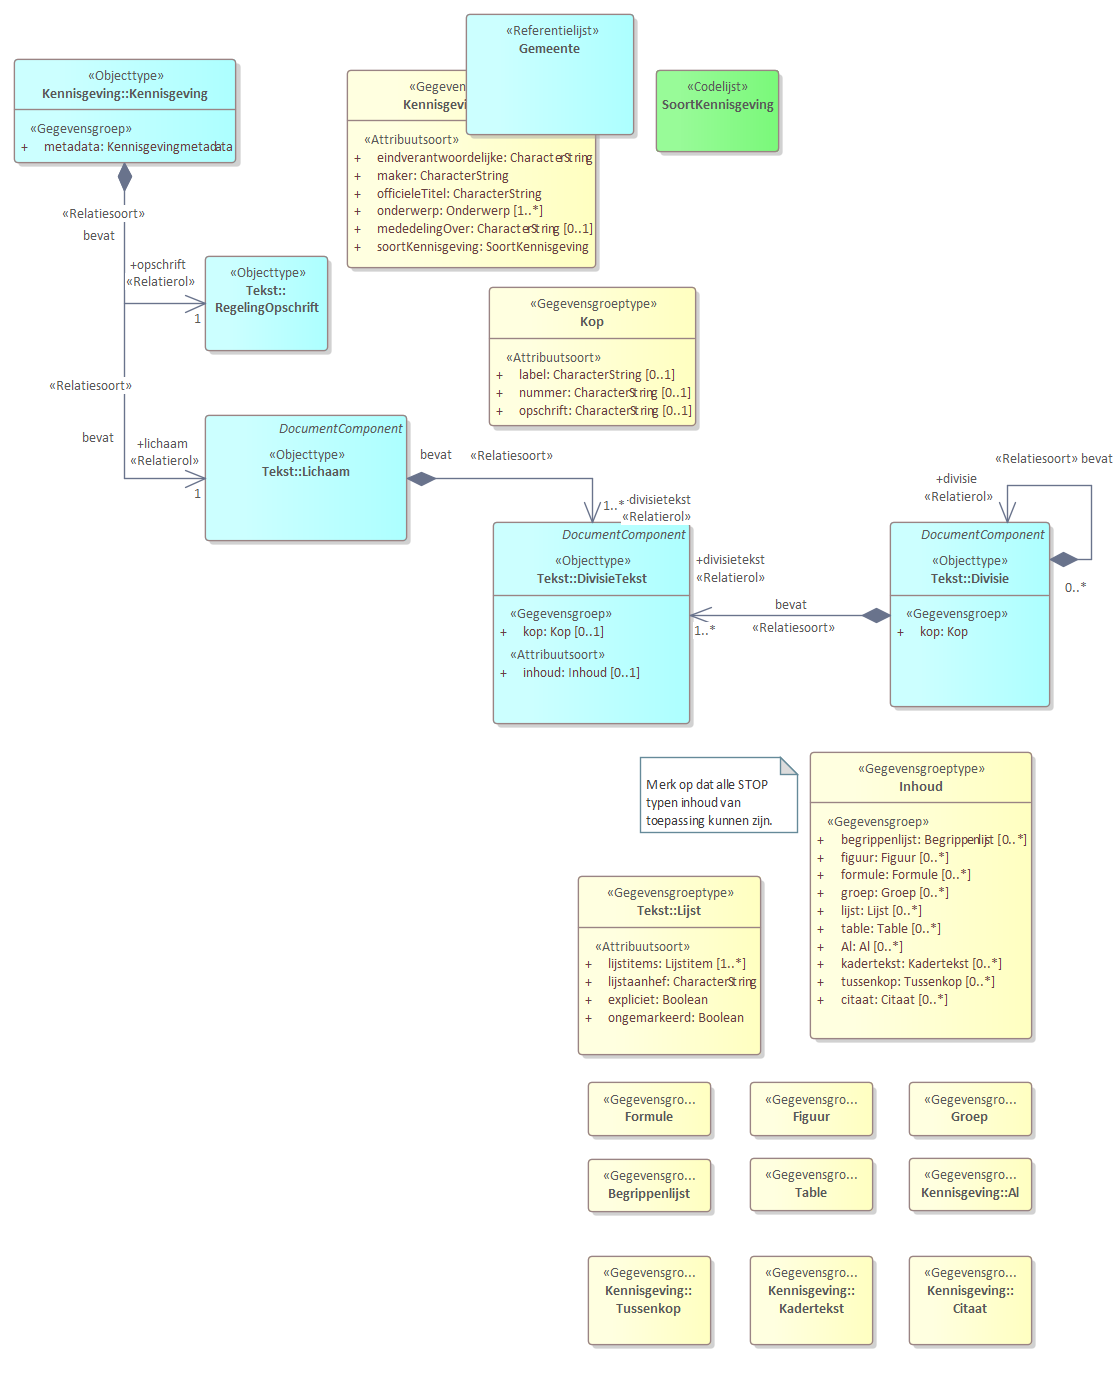 «Referentielijst»
Gemeente
«Objecttype»
Kennisgeving::Kennisgeving
«Gegevensgroep»
+ metadata: Kennisgevingmetadata
«Codelijst»
SoortKennisgeving
«Attribuutsoort»
+ eindverantwoordelijke: CharacterString
+ maker: CharacterString
+ officieleTitel: CharacterString
+ onderwerp: Onderwerp [1..*]
+ mededelingOver: CharacterString [0..1]
+ soortKennisgeving: SoortKennisgeving
«Relatiesoort»
bevat
+opschrift
«Relatierol»
1
«Objecttype»
Tekst::
RegelingOpschrift
«Gegevensgroeptype»
Kop
«Attribuutsoort»
+ label: CharacterString [0..1]
+ nummer: CharacterString [0..1]
+ opschrift: CharacterString [0..1]
«Relatiesoort»
bevat
+lichaam
«Relatierol»
1
DocumentComponent
«Objecttype»
Tekst::Lichaam
bevat «Relatiesoort»
1..*
divisietekst
«Relatierol»
«Relatiesoort» bevat
+divisie
«Relatierol»
0..*
DocumentComponent
«Objecttype»
Tekst::DivisieTekst
«Gegevensgroep»
+ kop: Kop [0..1]
«Attribuutsoort»
+ inhoud: Inhoud [0..1]
+divisietekst
«Relatierol»
bevat
«Relatiesoort»
1..*
DocumentComponent
«Objecttype»
Tekst::Divisie
«Gegevensgroep»
+ kop: Kop
Merk op dat alle STOP
typen inhoud van
toepassing kunnen zijn.
«Gegevensgroeptype»
Inhoud
«Gegevensgroep»
+ begrippenlijst: Begrippenlijst [0..*]
+ figuur: Figuur [0..*]
+ formule: Formule [0..*]
+ groep: Groep [0..*]
+ lijst: Lijst [0..*]
+ table: Table [0..*]
+ Al: Al [0..*]
+ kadertekst: Kadertekst [0..*]
+ tussenkop: Tussenkop [0..*]
+ citaat: Citaat [0..*]
«Gegevensgroeptype»
Tekst::Lijst
«Attribuutsoort»
+ lijstitems: Lijstitem [1..*]
+ lijstaanhef: CharacterString
+ expliciet: Boolean
+ ongemarkeerd: Boolean
«Gegevensgro...
Formule
«Gegevensgro...
Figuur
«Gegevensgro...
Groep
«Gegevensgro...
Begrippenlijst
«Gegevensgro...
Table
«Gegevensgro...
Kennisgeving::Al
«Gegevensgro...
Kennisgeving::
Tussenkop
«Gegevensgro...
Kennisgeving::
Kadertekst
«Gegevensgro...
Kennisgeving::
Citaat